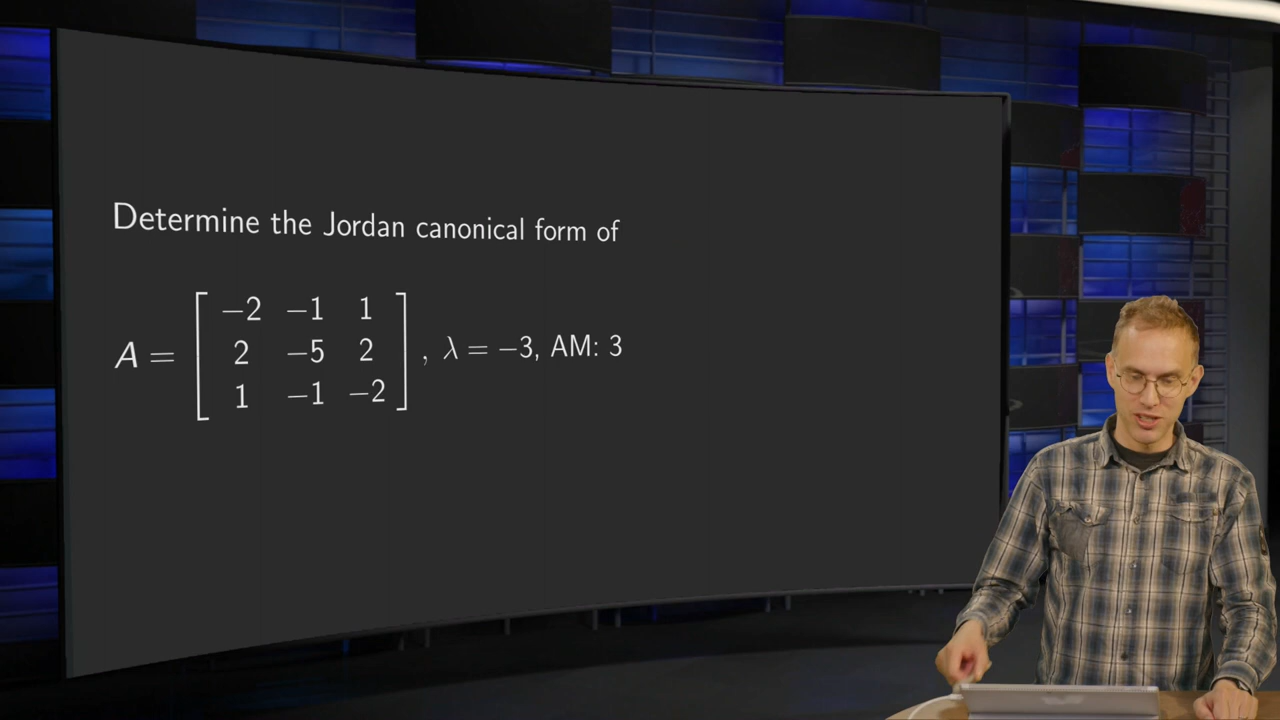 Determine the Jordan canonical form of
A = [ −2 −1 1
2 −5 2
1 −1 −2 ] , λ = −3, AM: 3